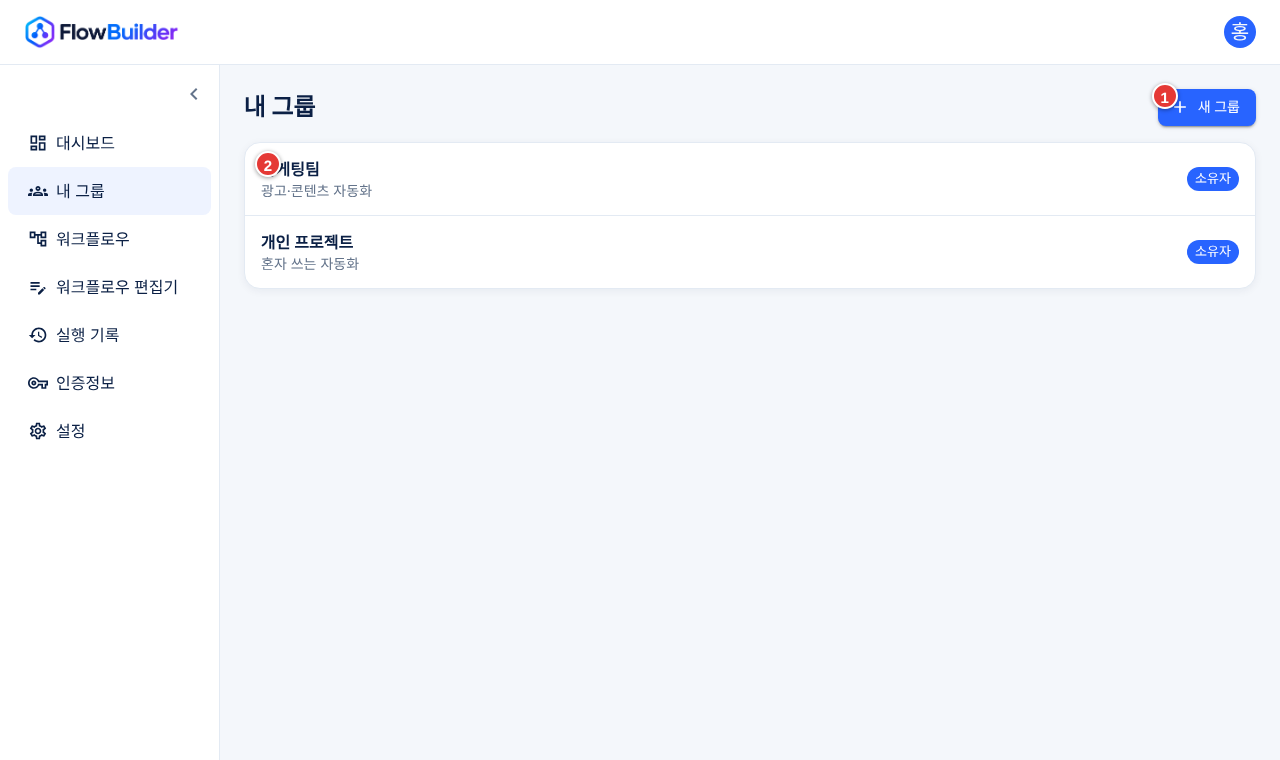 FlowBuilder
홍
대시보드
내 그룹
워크플로우
워크플로우 편집기
실행 기록
인증정보
설정
내 그룹
1
새 그룹
2
케팅팀
광고·콘텐츠 자동화
소유자
개인 프로젝트
혼자 쓰는 자동화
소유자